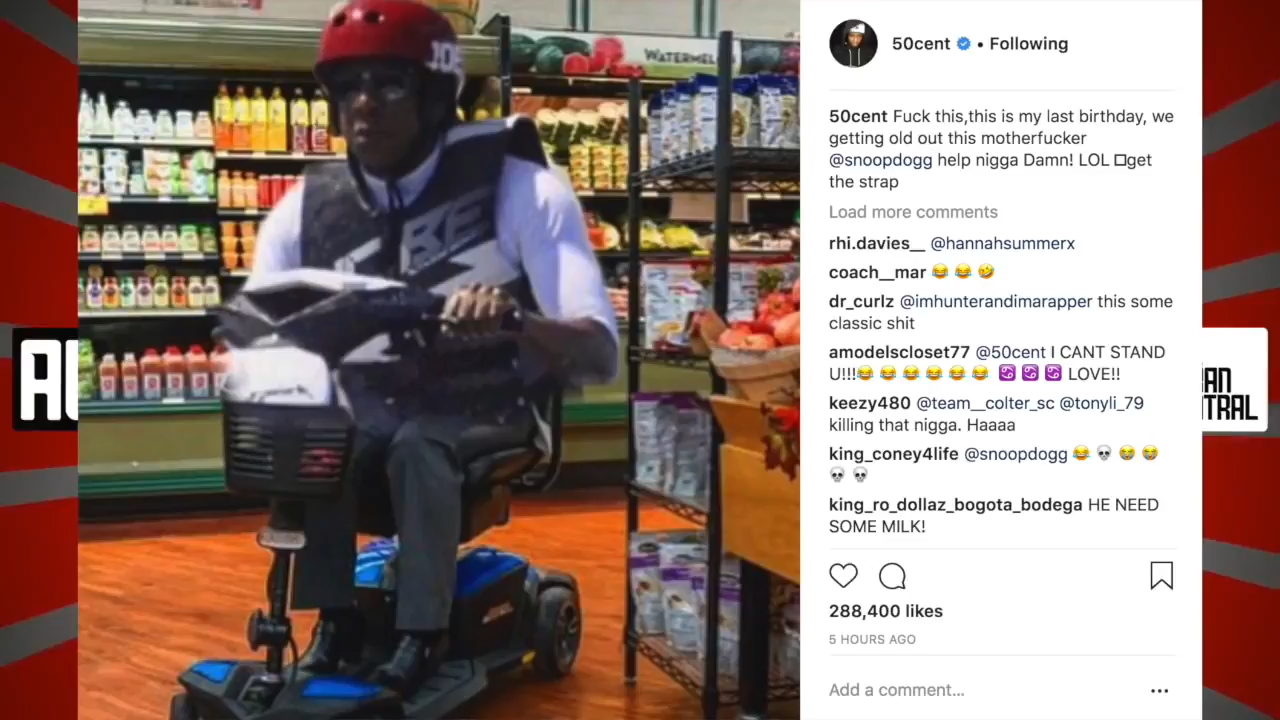 50cent • Following
50cent Fuck this,this is my last birthday, we
getting old out this motherfucker
@snoopdogg help nigga Damn! LOL □get
the strap
Load more comments
rhi.davies__ @hannahsummerx
coach__mar 😂 😂 🤣
dr_curlz @imhunterandimarapper this some
classic shit
amodelscloset77 @50cent I CANT STAND
U!!!😂 😂 😂 😂 😂 😂 ♋ ♋ ♋ LOVE!!
keezy480 @team__colter_sc @tonyli_79
killing that nigga. Haaaa
king_coney4life @snoopdogg 😂 💀 😂 😂
💀 💀
king_ro_dollaz_bogota_bodega HE NEED
SOME MILK!
288,400 likes
5 HOURS AGO
Add a comment...
JOE
WATERMEL